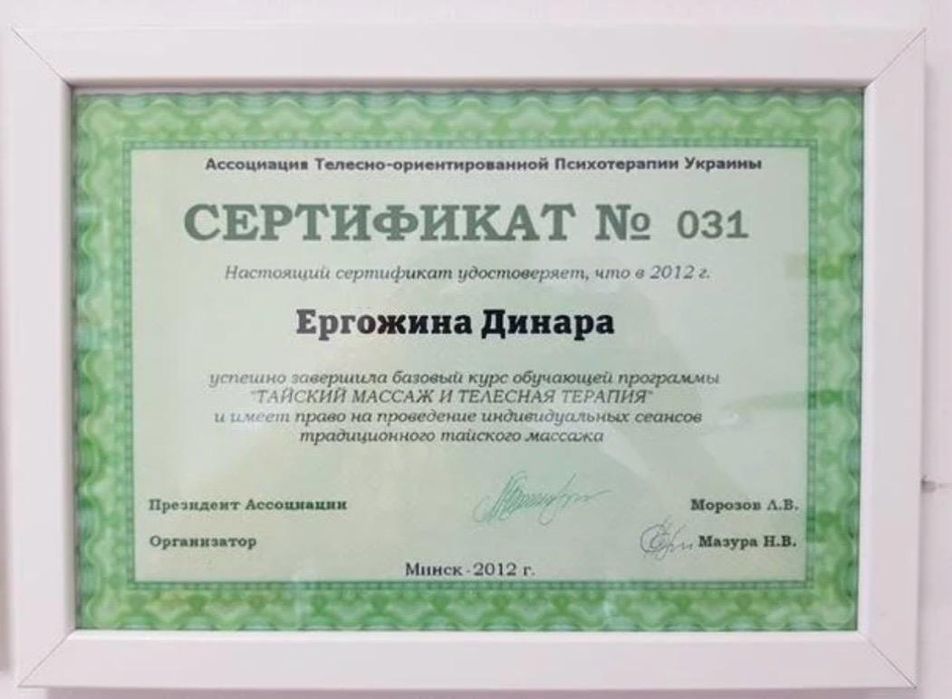 Ассоциация Телесно-ориентированной Психотерапии Украины
СЕРТИФИКАТ № 031
Настоящий сертификат удостоверяет, что в 2012 г.
Ергожина Динара
успешно завершила базовый курс обучающей программы
"ТАЙСКИЙ МАССАЖ И ТЕЛЕСНАЯ ТЕРАПИЯ"
и имеет право на проведение индивидуальных сеансов
традиционного тайского массажа
Президент Ассоциации Морозов Л.В.
Организатор Мазура Н.В.
Минск - 2012 г.